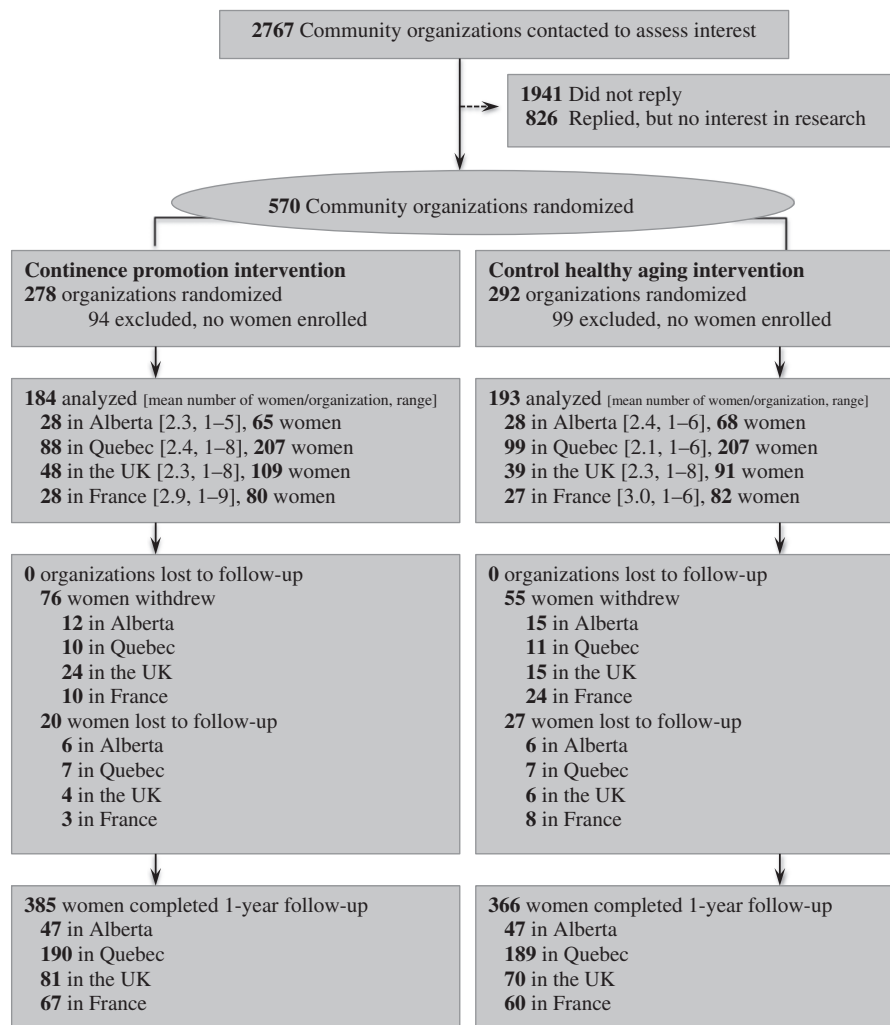 2767 Community organizations contacted to assess interest
1941 Did not reply
826 Replied, but no interest in research
570 Community organizations randomized
Continence promotion intervention
278 organizations randomized
94 excluded, no women enrolled
Control healthy aging intervention
292 organizations randomized
99 excluded, no women enrolled
184 analyzed [mean number of women/organization, range]
28 in Alberta [2.3, 1–5], 65 women
88 in Quebec [2.4, 1–8], 207 women
48 in the UK [2.3, 1–8], 109 women
28 in France [2.9, 1–9], 80 women
193 analyzed [mean number of women/organization, range]
28 in Alberta [2.4, 1–6], 68 women
99 in Quebec [2.1, 1–6], 207 women
39 in the UK [2.3, 1–8], 91 women
27 in France [3.0, 1–6], 82 women
0 organizations lost to follow-up
76 women withdrew
12 in Alberta
10 in Quebec
24 in the UK
10 in France
20 women lost to follow-up
6 in Alberta
7 in Quebec
4 in the UK
3 in France
0 organizations lost to follow-up
55 women withdrew
15 in Alberta
11 in Quebec
15 in the UK
24 in France
27 women lost to follow-up
6 in Alberta
7 in Quebec
6 in the UK
8 in France
385 women completed 1-year follow-up
47 in Alberta
190 in Quebec
81 in the UK
67 in France
366 women completed 1-year follow-up
47 in Alberta
189 in Quebec
70 in the UK
60 in France